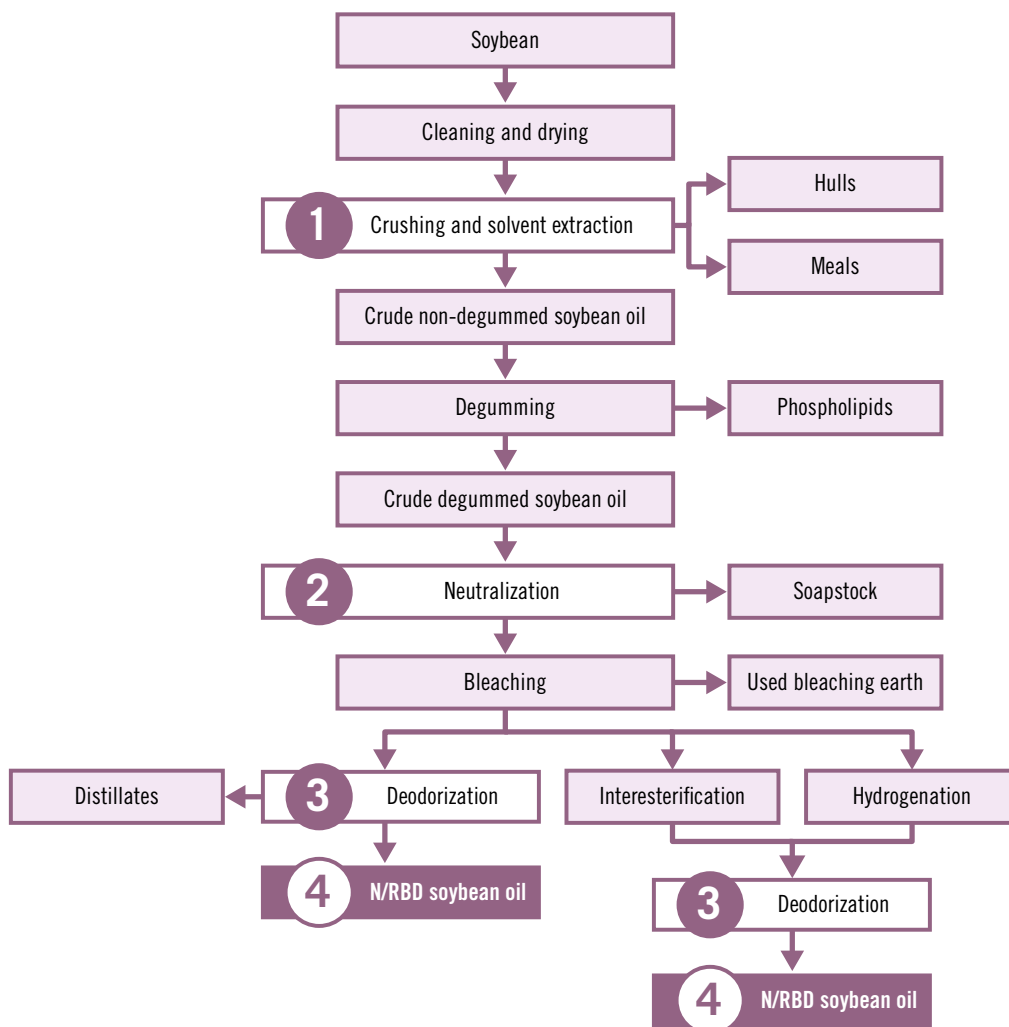 Soybean
Cleaning and drying
1 Crushing and solvent extraction
Hulls
Meals
Crude non-degummed soybean oil
Degumming
Phospholipids
Crude degummed soybean oil
2 Neutralization
Soapstock
Bleaching
Used bleaching earth
Distillates
3 Deodorization
Interesterification
Hydrogenation
4 N/RBD soybean oil
3 Deodorization
4 N/RBD soybean oil